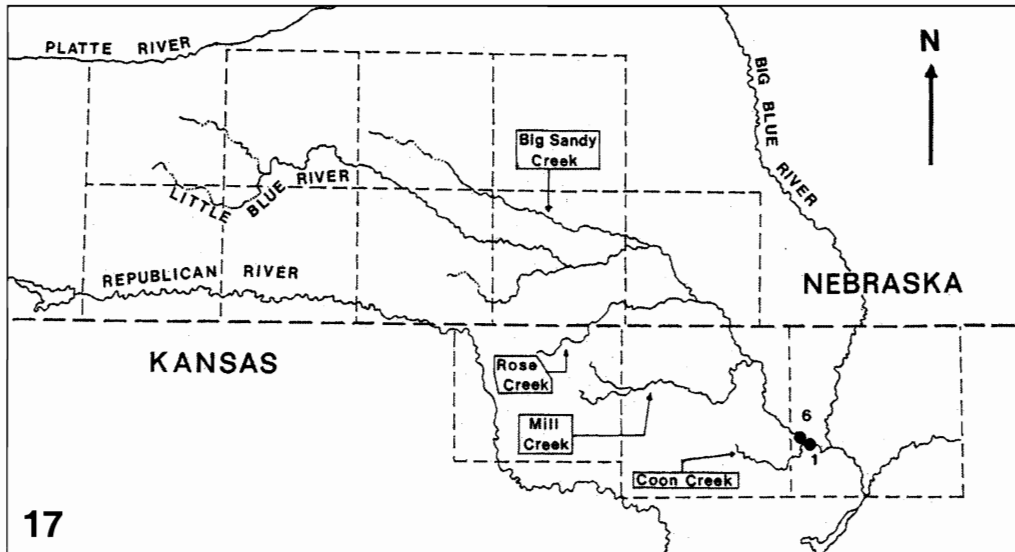 PLATTE RIVER
N
BIG BLUE RIVER
Big Sandy
Creek
LITTLE BLUE RIVER
REPUBLICAN RIVER
NEBRASKA
KANSAS
Rose
Creek
Mill
Creek
6
1
Coon Creek
17